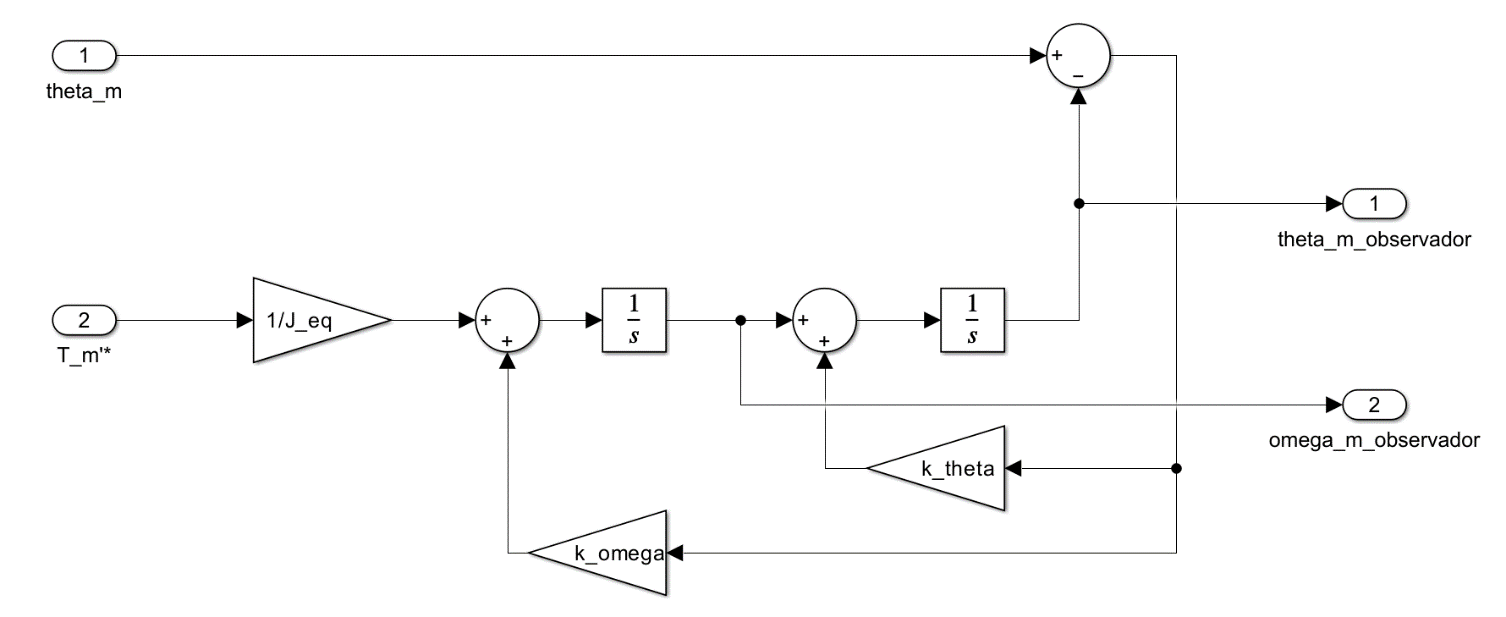 1
theta_m
+
−
1
theta_m_observador
2
T_m'*
1/J_eq
+
+
1
s
+
+
1
s
2
omega_m_observador
k_theta
k_omega